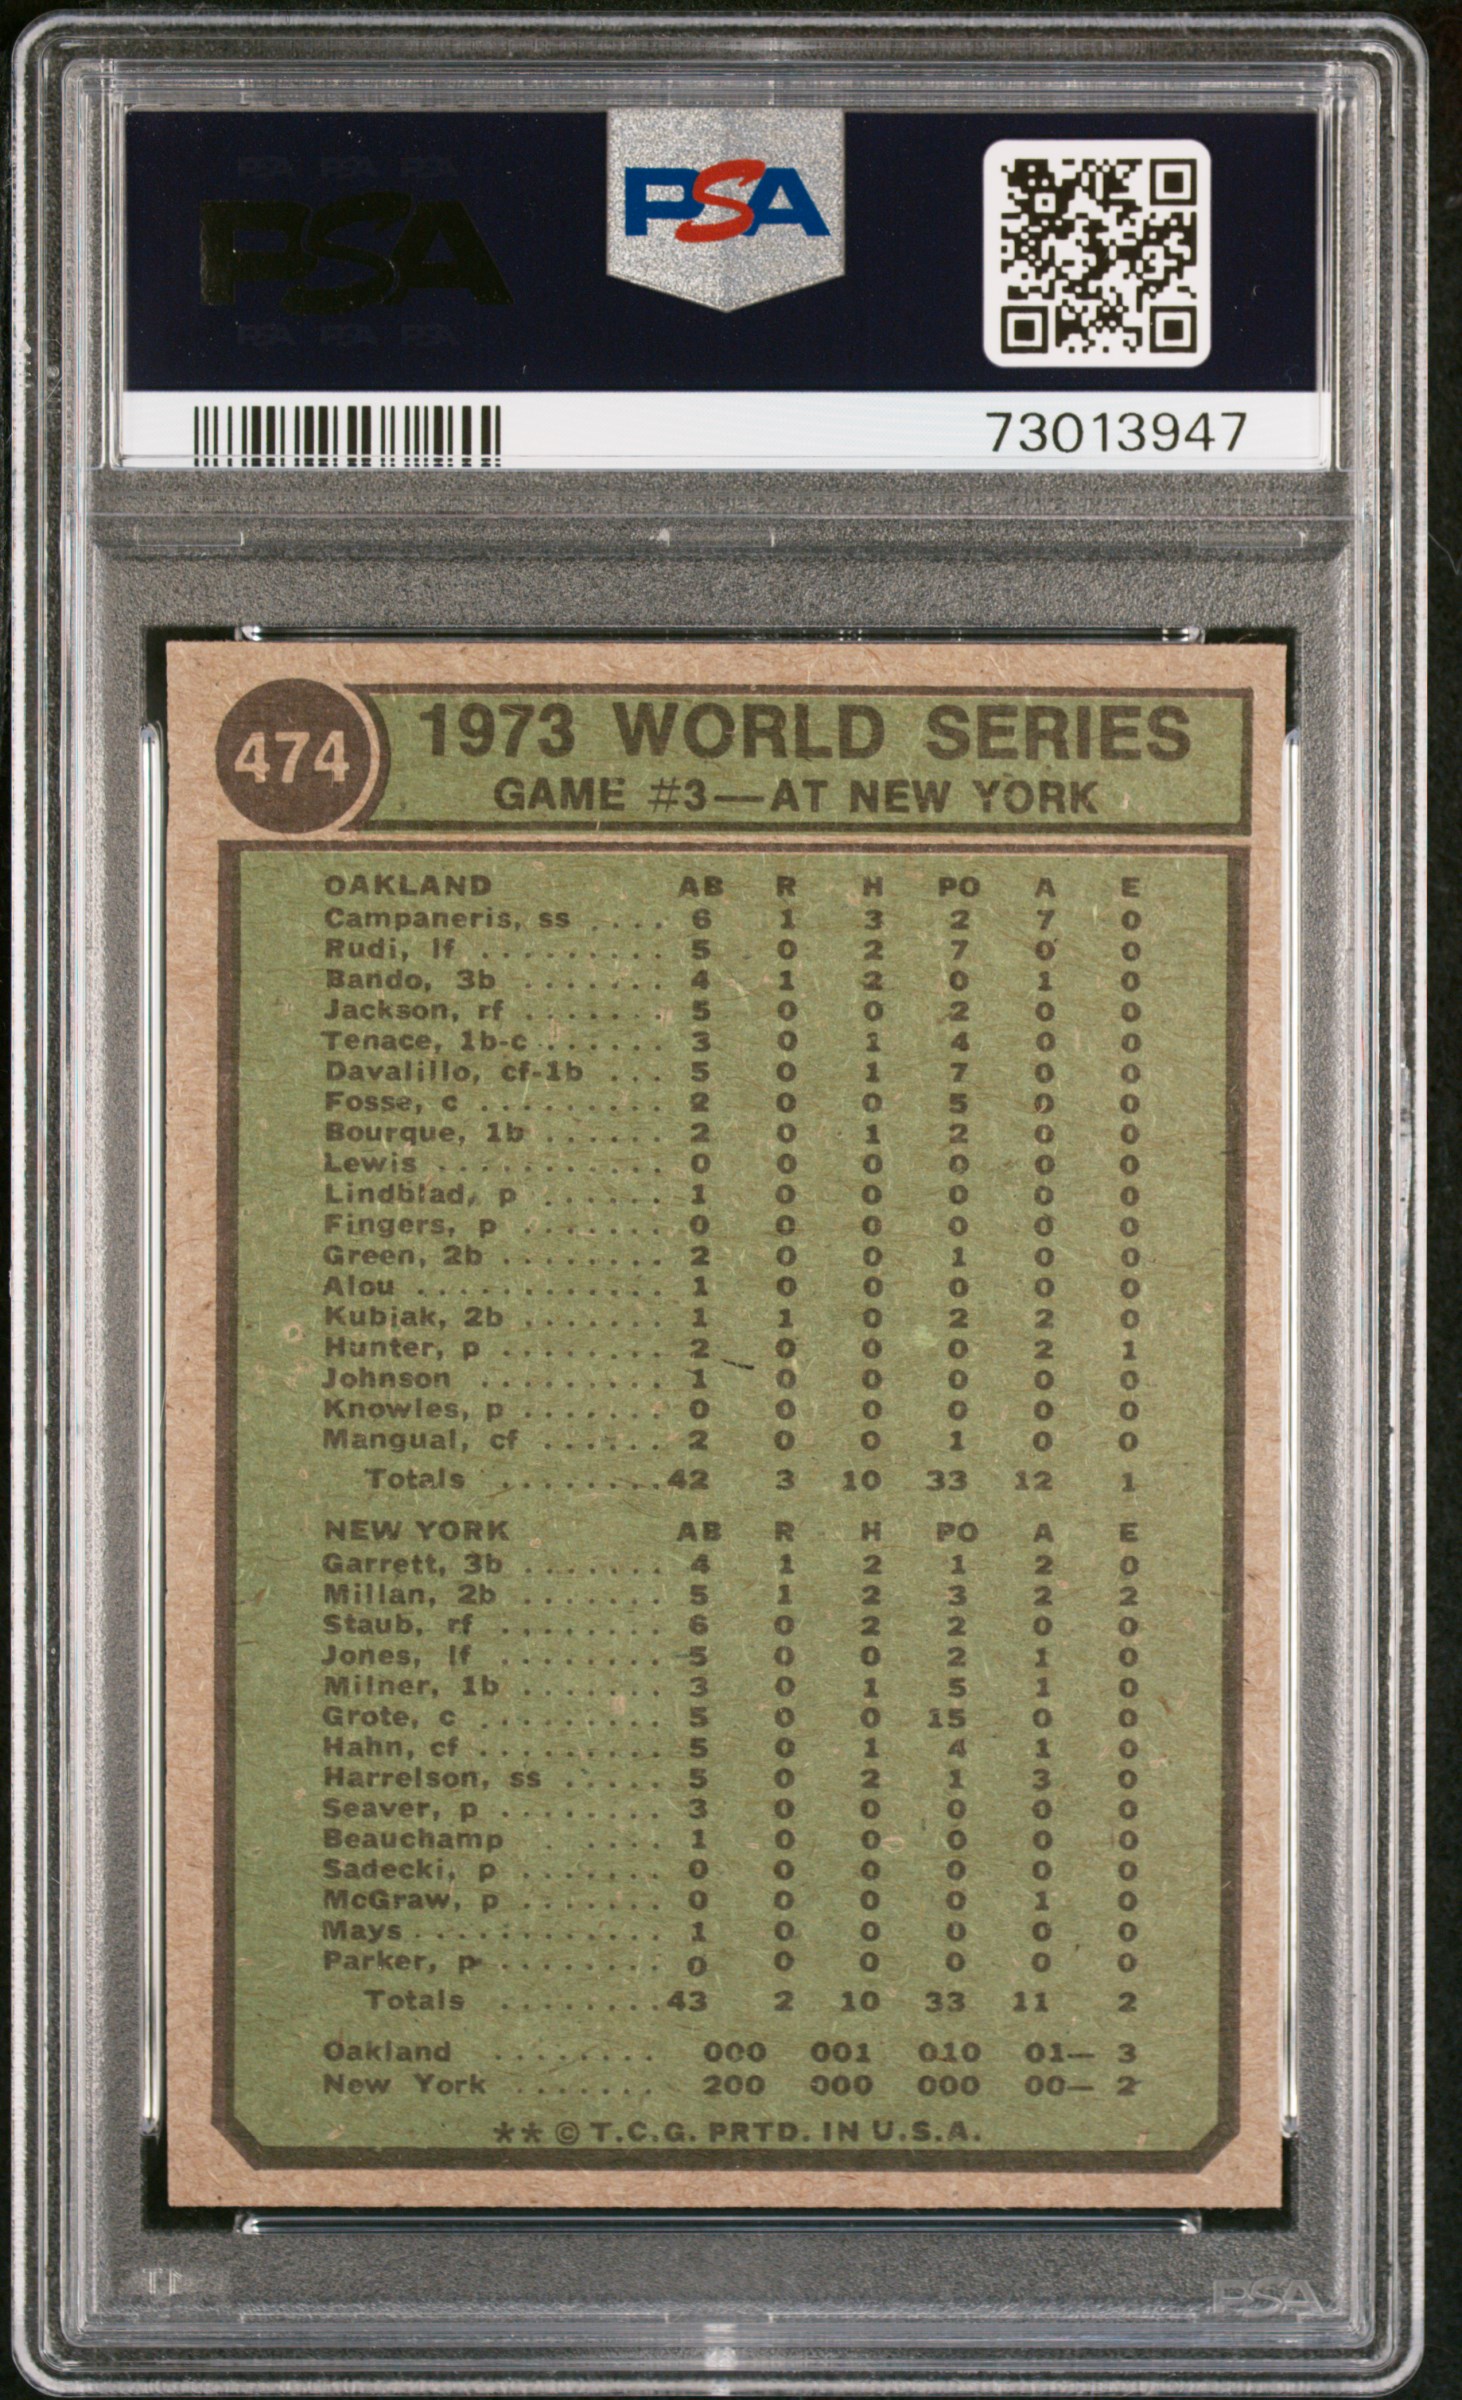 PSA PSA PSA
PSA
PSA PSA PSA
PSA
73013947
474
1973 WORLD SERIES
GAME #3—AT NEW YORK
OAKLAND AB R H PO A E
Campaneris, ss .... 6 1 3 2 7 0
Rudi, lf ......... 5 0 2 7 0 0
Bando, 3b ....... 4 1 2 0 1 0
Jackson, rf ....... 5 0 0 2 0 0
Tenace, 1b-c ...... 3 0 1 4 0 0
Davalillo, cf-1b ... 5 0 1 7 0 0
Fosse, c ......... 2 0 0 5 0 0
Bourque, 1b ...... 2 0 1 2 0 0
Lewis ........... 0 0 0 0 0 0
Lindblad, p ...... 1 0 0 0 0 0
Fingers, p ....... 0 0 0 0 0 0
Green, 2b ........ 2 0 0 1 0 0
Alou ............ 1 0 0 0 0 0
Kubiak, 2b ....... 1 1 0 2 2 0
Hunter, p ........ 2 0 0 0 2 1
Johnson ......... 1 0 0 0 0 0
Knowles, p ....... 0 0 0 0 0 0
Mangual, cf ...... 2 0 0 1 0 0
Totals ........42 3 10 33 12 1
NEW YORK AB R H PO A E
Garrett, 3b ....... 4 1 2 1 2 0
Millan, 2b ....... 5 1 2 3 2 2
Staub, rf ........ 6 0 2 2 0 0
Jones, lf ........ 5 0 0 2 1 0
Milner, 1b ....... 3 0 1 5 1 0
Grote, c ......... 5 0 0 15 0 0
Hahn, cf ......... 5 0 1 4 1 0
Harrelson, ss ..... 5 0 2 1 3 0
Seaver, p ........ 3 0 0 0 0 0
Beauchamp ...... 1 0 0 0 0 0
Sadecki, p ....... 0 0 0 0 0 0
McGraw, p ....... 0 0 0 0 1 0
Mays ............ 1 0 0 0 0 0
Parker, p ........ 0 0 0 0 0 0
Totals ........43 2 10 33 11 2
Oakland ........ 000 001 010 01— 3
New York ....... 200 000 000 00— 2
** © T.C.G. PRTD. IN U.S.A.
PSA